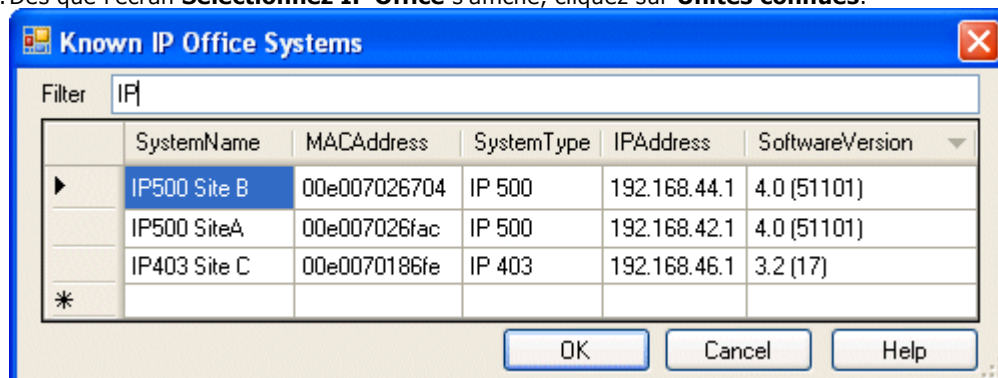 . Dès que l'écran Sélectionnez IP Office s'affiche, cliquez sur Unités connues.
Known IP Office Systems
Filter IP
SystemName MACAddress SystemType IPAddress SoftwareVersion
IP500 Site B 00e007026704 IP 500 192.168.44.1 4.0 (51101)
IP500 SiteA 00e007026fac IP 500 192.168.42.1 4.0 (51101)
IP403 Site C 00e0070186fe IP 403 192.168.46.1 3.2 (17)
OK Cancel Help